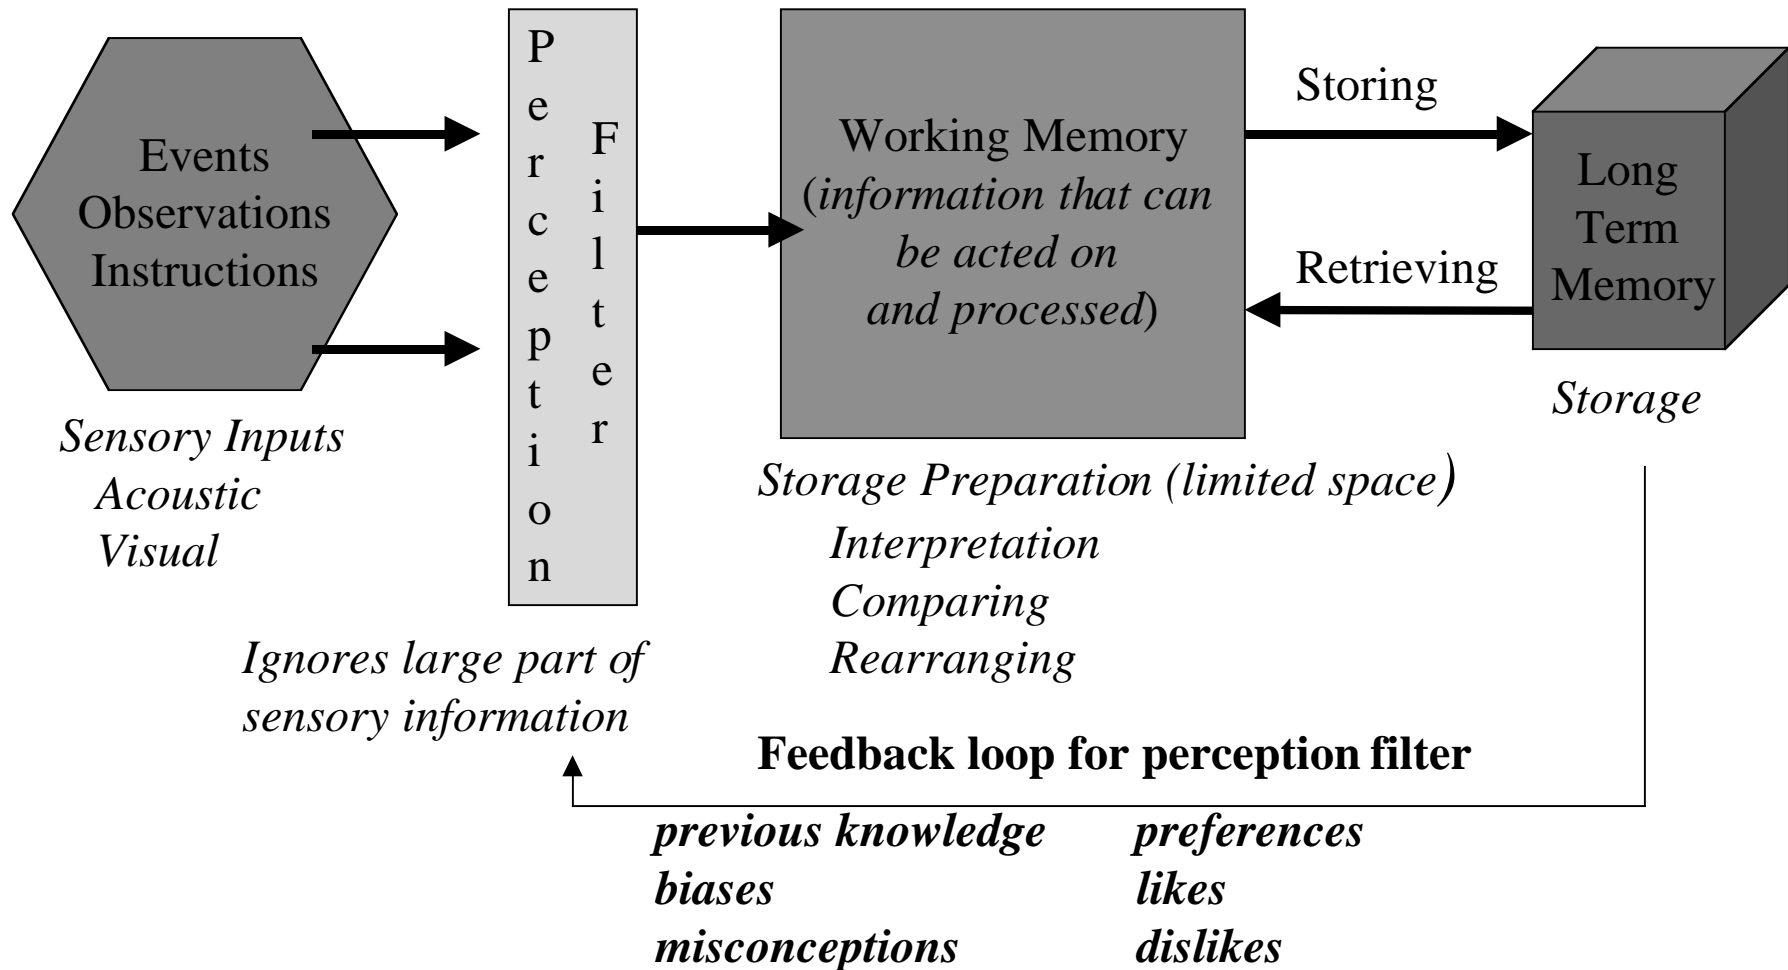 Events
Observations
Instructions
Sensory Inputs
Acoustic
Visual
Perception
Filter
Ignores large part of
sensory information
Working Memory
(information that can
be acted on
and processed)
Storage Preparation (limited space)
Interpretation
Comparing
Rearranging
Storing
Retrieving
Long
Term
Memory
Storage
Feedback loop for perception filter
previous knowledge preferences
biases likes
misconceptions dislikes